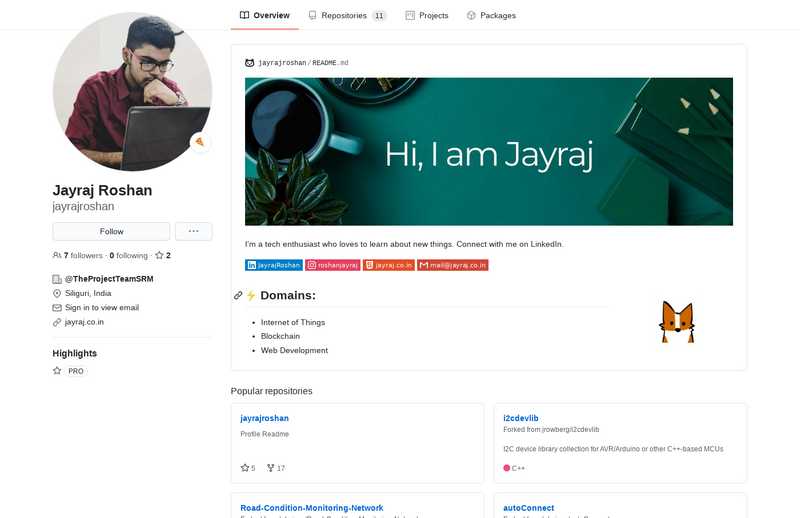 Overview
Repositories 11
Projects
Packages
Jayraj Roshan
jayrajroshan
Follow
7 followers · 0 following · 2
@TheProjectTeamSRM
Siliguri, India
Sign in to view email
jayraj.co.in
Highlights
PRO
jayrajroshan/README.md
Hi, I am Jayraj
I'm a tech enthusiast who loves to learn about new things. Connect with me on LinkedIn.
JayrajRoshan
roshanjayraj
jayraj.co.in
mail@jayraj.co.in
Domains:
Internet of Things
Blockchain
Web Development
Popular repositories
jayrajroshan
Profile Readme
5 17
i2cdevlib
Forked from jrowberg/i2cdevlib
I2C device library collection for AVR/Arduino or other C++-based MCUs
C++
Road-Condition-Monitoring-Network
autoConnect